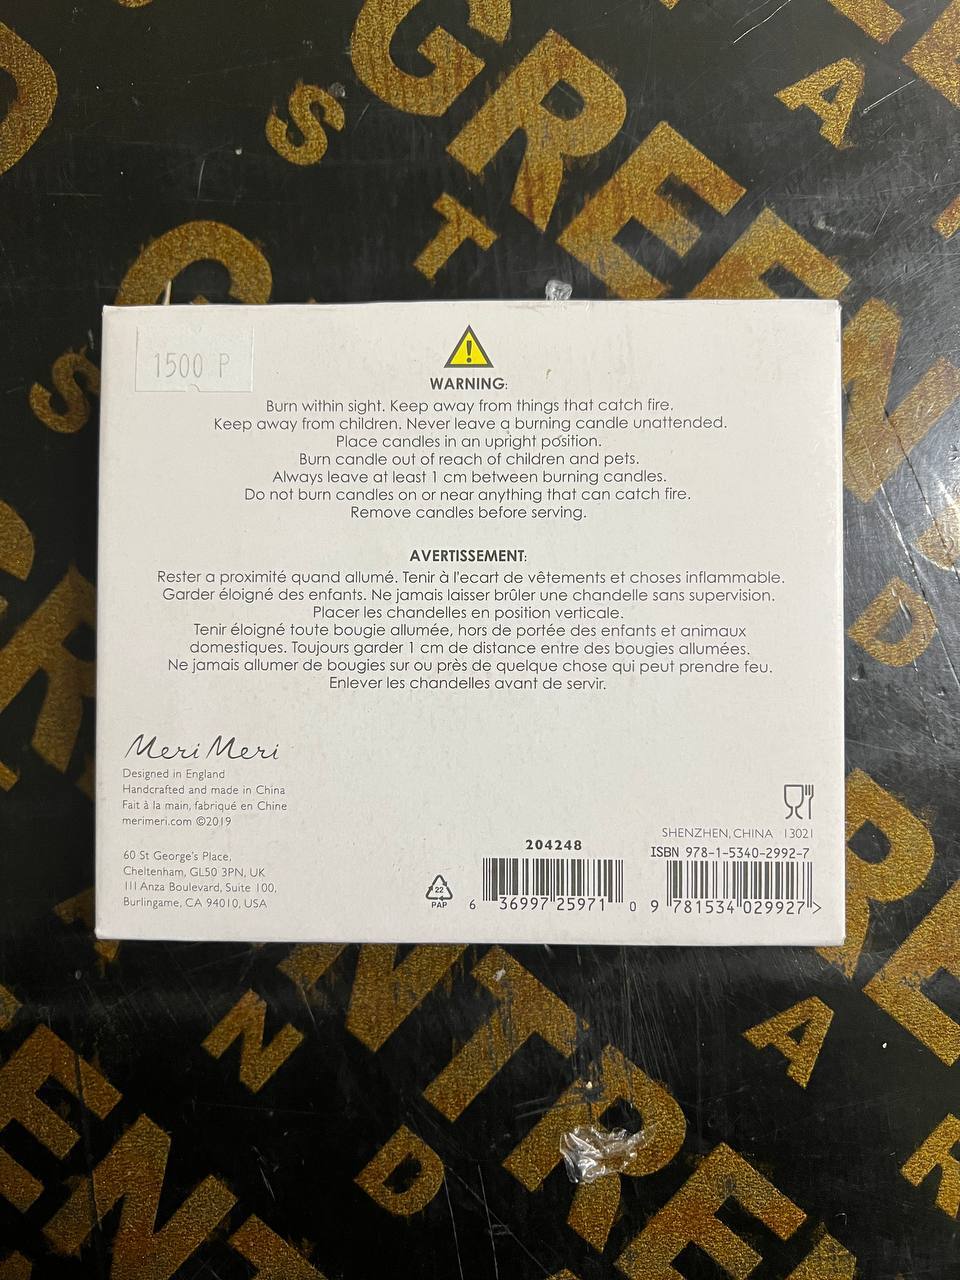 1500 P
WARNING:
Burn within sight. Keep away from things that catch fire.
Keep away from children. Never leave a burning candle unattended.
Place candles in an upright position.
Burn candle out of reach of children and pets.
Always leave at least 1 cm between burning candles.
Do not burn candles on or near anything that can catch fire.
Remove candles before serving.
AVERTISSEMENT:
Rester a proximité quand allumé. Tenir à l'ecart de vêtements et choses inflammable.
Garder éloigné des enfants. Ne jamais laisser brûler une chandelle sans supervision.
Placer les chandelles en position verticale.
Tenir éloigné toute bougie allumée, hors de portée des enfants et animaux
domestiques. Toujours garder 1 cm de distance entre des bougies allumées.
Ne jamais allumer de bougies sur ou près de quelque chose qui peut prendre feu.
Enlever les chandelles avant de servir.
Meri Meri
Designed in England
Handcrafted and made in China
Fait à la main, fabriqué en Chine
merimeri.com ©2019
60 St George's Place,
Cheltenham, GL50 3PN, UK
111 Anza Boulevard, Suite 100,
Burlingame, CA 94010, USA
22
PAP
204248
6 36997 25971 0
SHENZHEN, CHINA 13021
ISBN 978-1-5340-2992-7
9 781534 029927 >